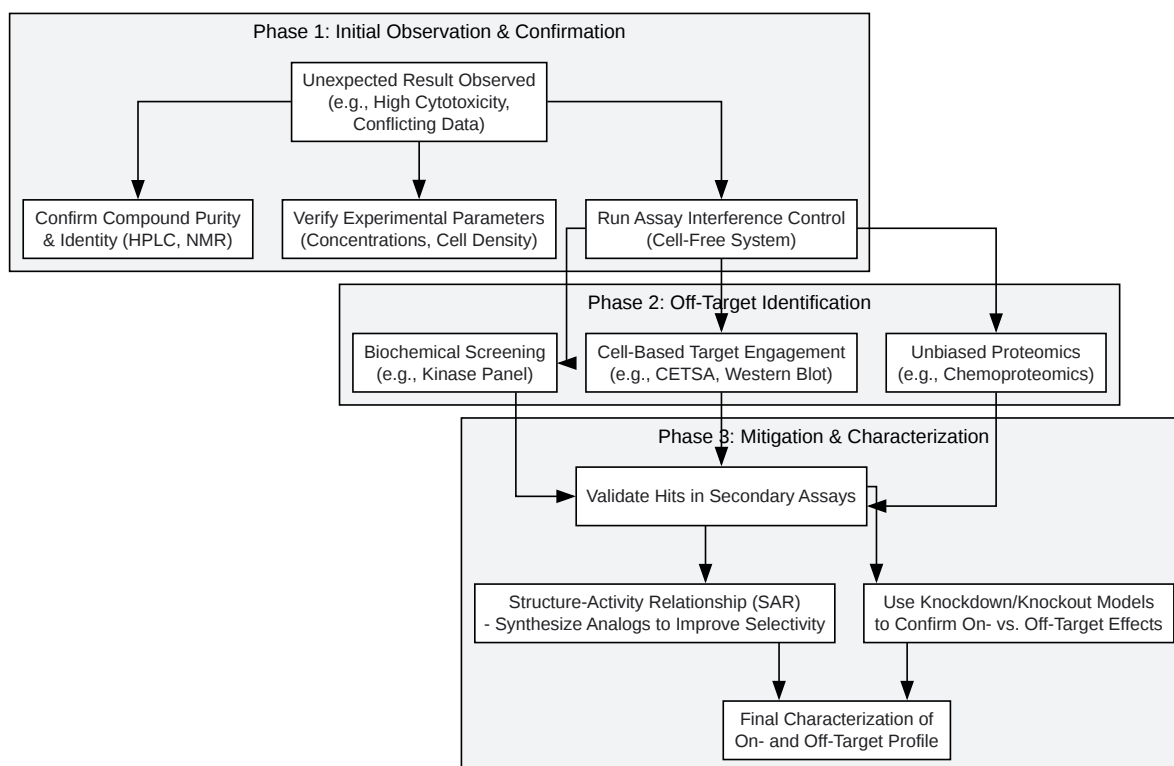 Phase 1: Initial Observation & Confirmation
Unexpected Result Observed
(e.g., High Cytotoxicity,
Conflicting Data)
Confirm Compound Purity
& Identity (HPLC, NMR)
Verify Experimental Parameters
(Concentrations, Cell Density)
Run Assay Interference Control
(Cell-Free System)
Phase 2: Off-Target Identification
Biochemical Screening
(e.g., Kinase Panel)
Cell-Based Target Engagement
(e.g., CETSA, Western Blot)
Unbiased Proteomics
(e.g., Chemoproteomics)
Phase 3: Mitigation & Characterization
Validate Hits in Secondary Assays
Structure-Activity Relationship (SAR)
- Synthesize Analogs to Improve Selectivity
Use Knockdown/Knockout Models
to Confirm On- vs. Off-Target Effects
Final Characterization of
On- and Off-Target Profile